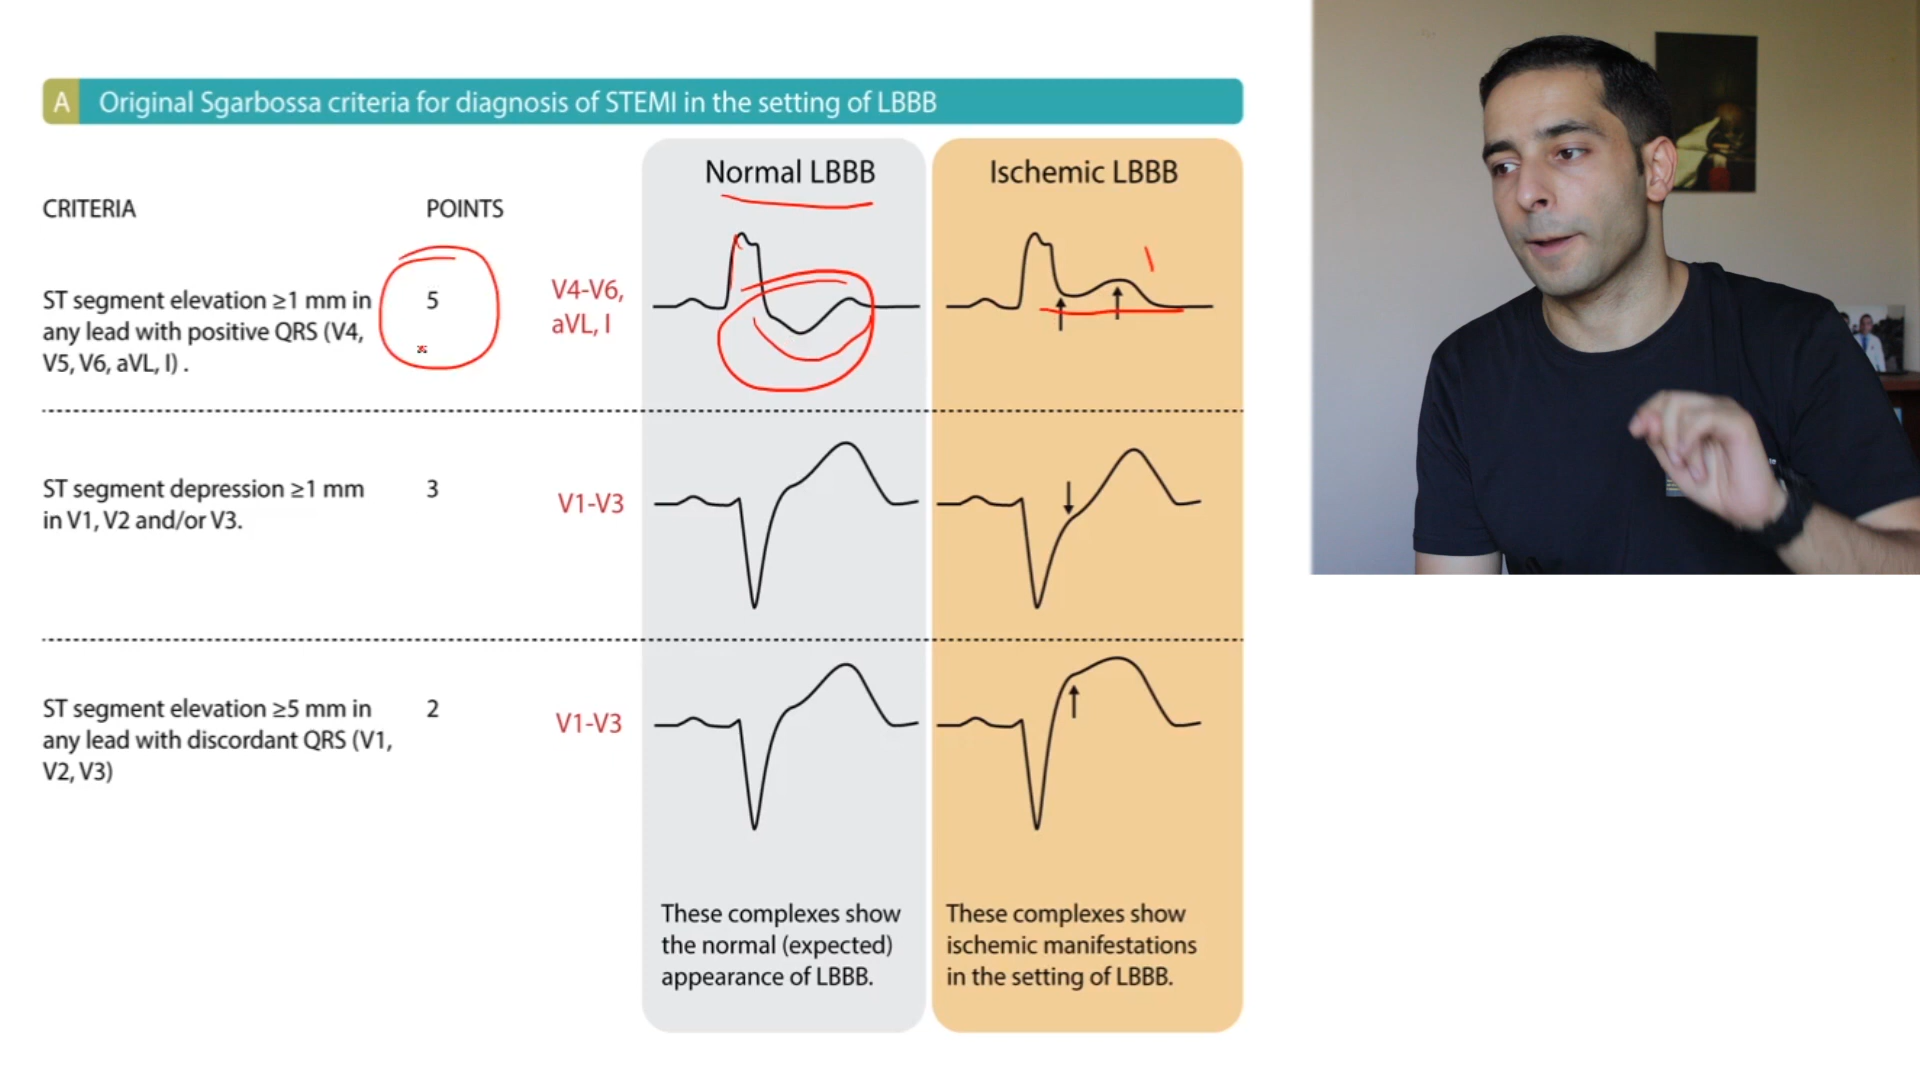 A Original Sgarbossa criteria for diagnosis of STEMI in the setting of LBBB
CRITERIA
POINTS
Normal LBBB
Ischemic LBBB
ST segment elevation ≥1 mm in
any lead with positive QRS (V4,
V5, V6, aVL, I) .
5
V4-V6,
aVL, I
ST segment depression ≥1 mm
in V1, V2 and/or V3.
3
V1-V3
ST segment elevation ≥5 mm in
any lead with discordant QRS (V1,
V2, V3)
2
V1-V3
These complexes show
the normal (expected)
appearance of LBBB.
These complexes show
ischemic manifestations
in the setting of LBBB.